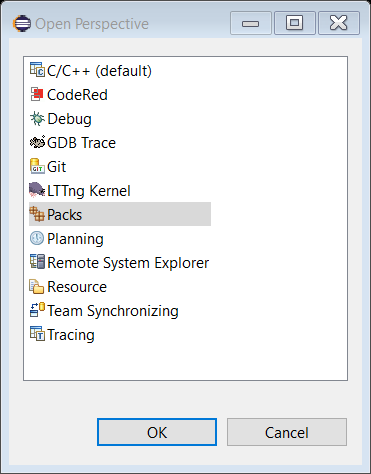 Open Perspective
C/C++ (default)
CodeRed
Debug
GDB Trace
GIT Git
LTTng Kernel
Packs
Planning
Remote System Explorer
Resource
Team Synchronizing
Tracing
OK Cancel